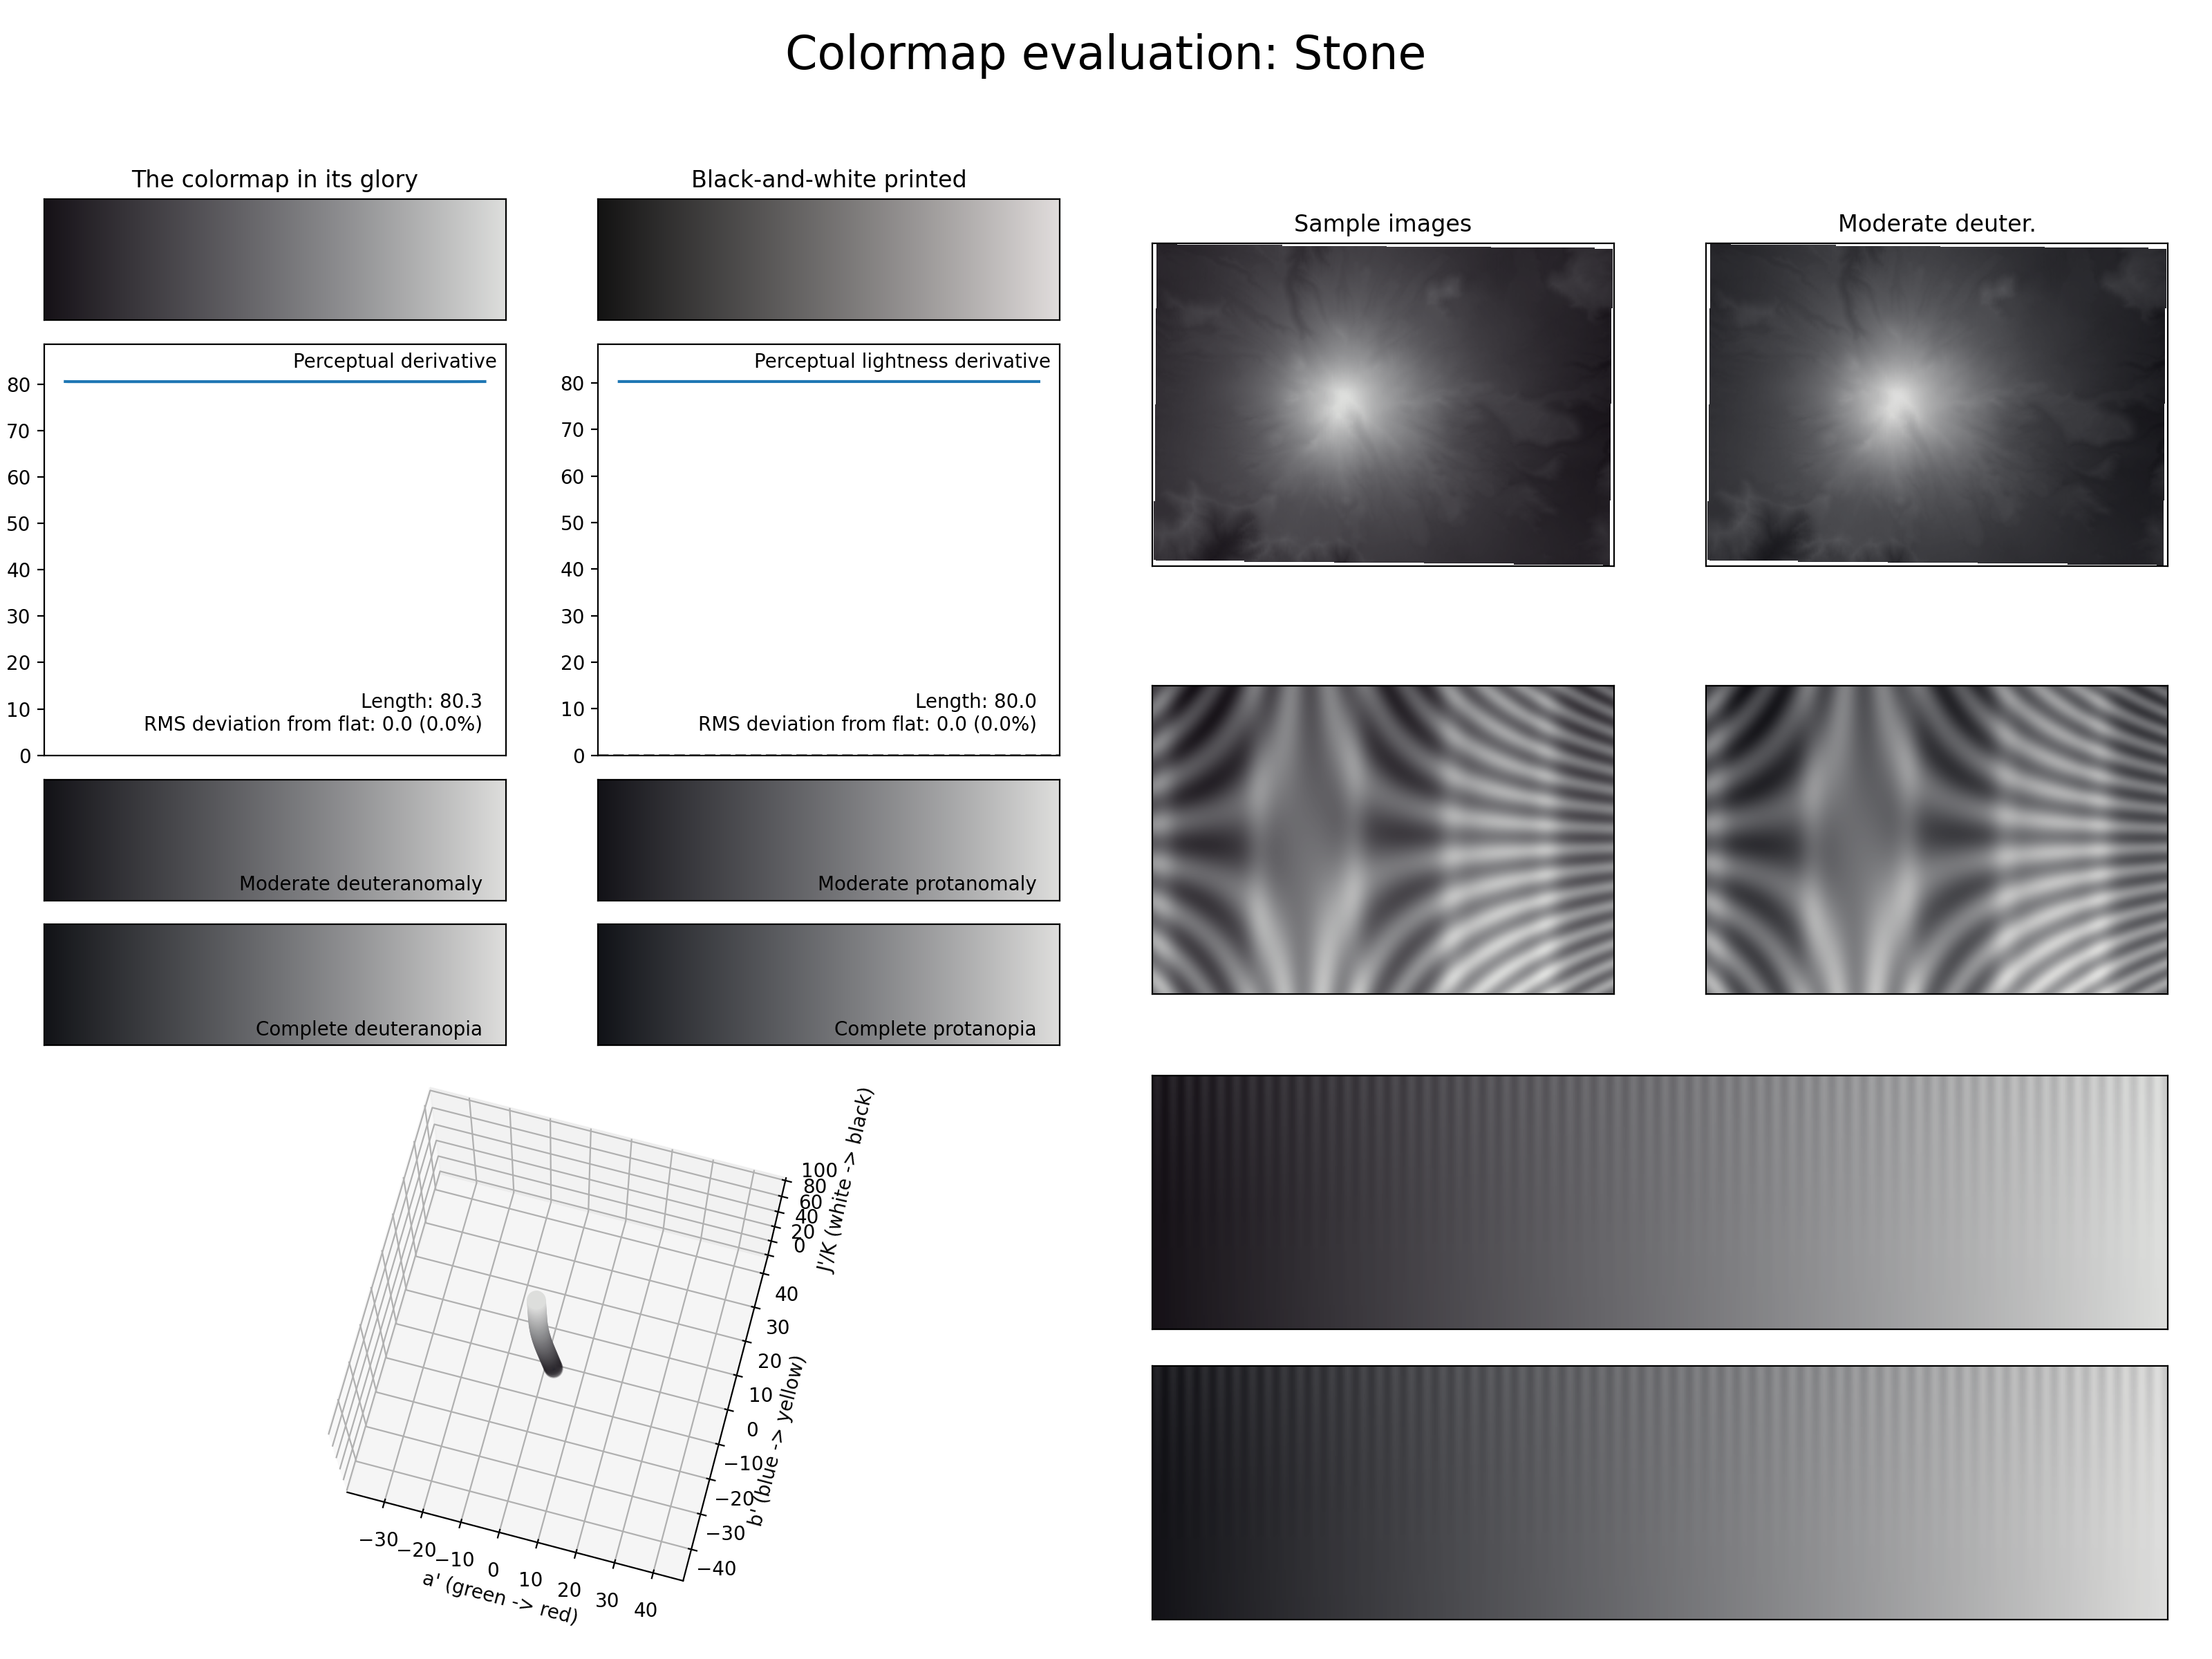 Colormap evaluation: Stone
The colormap in its glory
Black-and-white printed
Sample images
Moderate deuter.
Perceptual derivative
80
70
60
50
40
30
20
10
0
Length: 80.3
RMS deviation from flat: 0.0 (0.0%)
Perceptual lightness derivative
80
70
60
50
40
30
20
10
0
Length: 80.0
RMS deviation from flat: 0.0 (0.0%)
Moderate deuteranomaly
Moderate protanomaly
Complete deuteranopia
Complete protanopia
100
80
60
40
20
0
J'/K (white -> black)
40
30
20
10
0
−10
−20
−30
−40
b' (blue -> yellow)
−30
−20
−10
0
10
20
30
40
a' (green -> red)